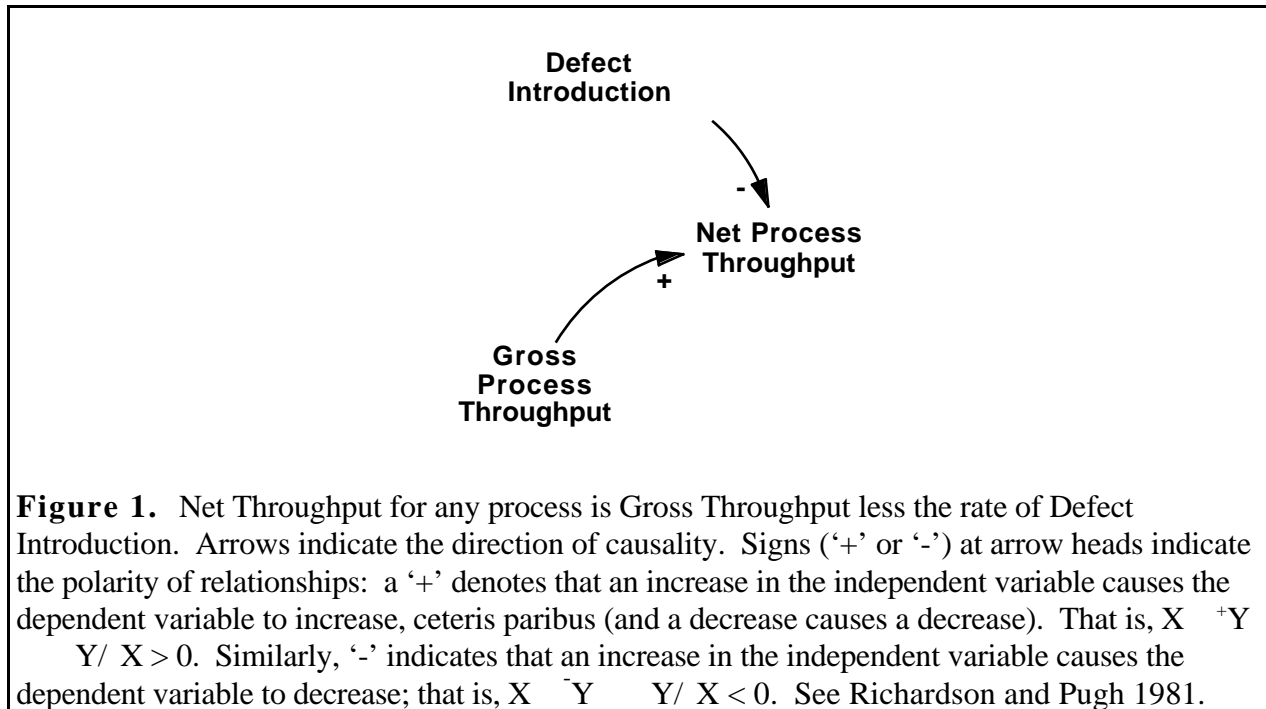 Defect
Introduction
-
Net Process
Throughput
+
Gross
Process
Throughput
Figure 1. Net Throughput for any process is Gross Throughput less the rate of Defect
Introduction. Arrows indicate the direction of causality. Signs (‘+’ or ‘-’) at arrow heads indicate
the polarity of relationships: a ‘+’ denotes that an increase in the independent variable causes the
dependent variable to increase, ceteris paribus (and a decrease causes a decrease). That is, X +Y
Y/ X > 0. Similarly, ‘-’ indicates that an increase in the independent variable causes the
dependent variable to decrease; that is, X -Y Y/ X < 0. See Richardson and Pugh 1981.